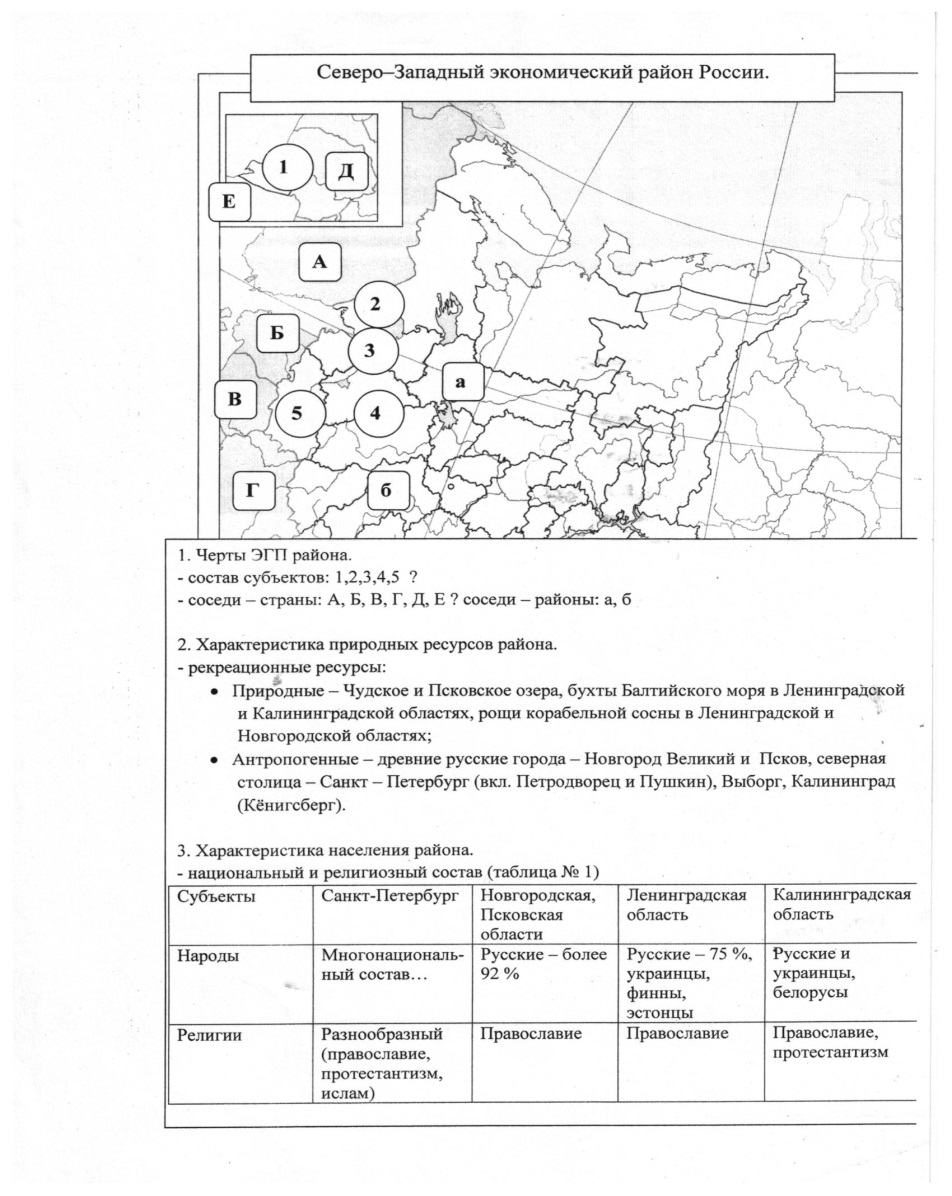 Северо–Западный экономический район России.
1
Д
Е
А
2
Б
3
а
В
5
4
Г
б
1. Черты ЭГП района.
- состав субъектов: 1,2,3,4,5 ?
- соседи – страны: А, Б, В, Г, Д, Е ? соседи – районы: а, б
2. Характеристика природных ресурсов района.
- рекреационные ресурсы:
• Природные – Чудское и Псковское озера, бухты Балтийского моря в Ленинградской
и Калининградской областях, рощи корабельной сосны в Ленинградской и
Новгородской областях;
• Антропогенные – древние русские города – Новгород Великий и Псков, северная
столица – Санкт – Петербург (вкл. Петродворец и Пушкин), Выборг, Калининград
(Кёнигсберг).
3. Характеристика населения района.
- национальный и религиозный состав (таблица № 1)
Субъекты
Санкт-Петербург
Новгородская,
Псковская
области
Ленинградская
область
Калининградская
область
Народы
Многонациональ-
ный состав…
Русские – более
92 %
Русские – 75 %,
украинцы,
финны,
эстонцы
Русские и
украинцы,
белорусы
Религии
Разнообразный
(православие,
протестантизм,
ислам)
Православие
Православие
Православие,
протестантизм